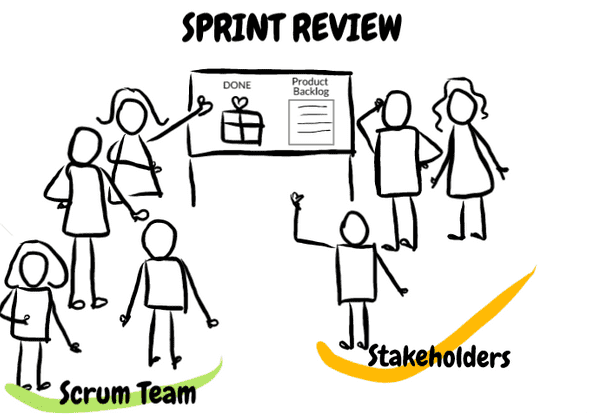 SPRINT REVIEW
DONE
Product
Backlog
Stakeholders
Scrum Team